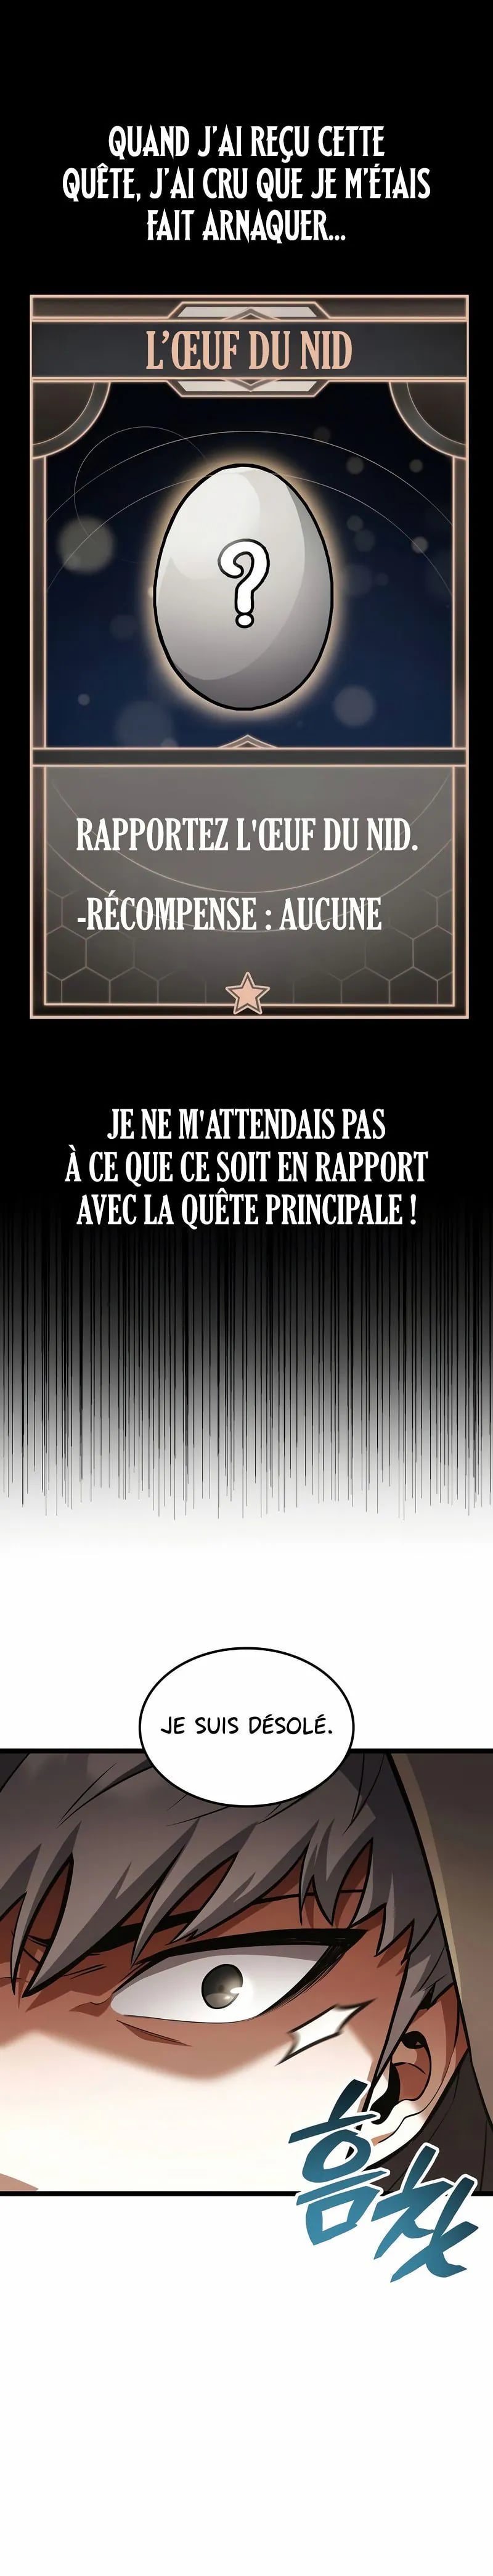 QUAND J'AI REÇU CETTE
QUÊTE, J'AI CRU QUE JE M'ÉTAIS
FAIT ARNAQUER...
L'ŒUF DU NID
?
RAPPORTEZ L'ŒUF DU NID.
-RÉCOMPENSE : AUCUNE
JE NE M'ATTENDAIS PAS
À CE QUE CE SOIT EN RAPPORT
AVEC LA QUÊTE PRINCIPALE !
JE SUIS DÉSOLÉ.
흠칫